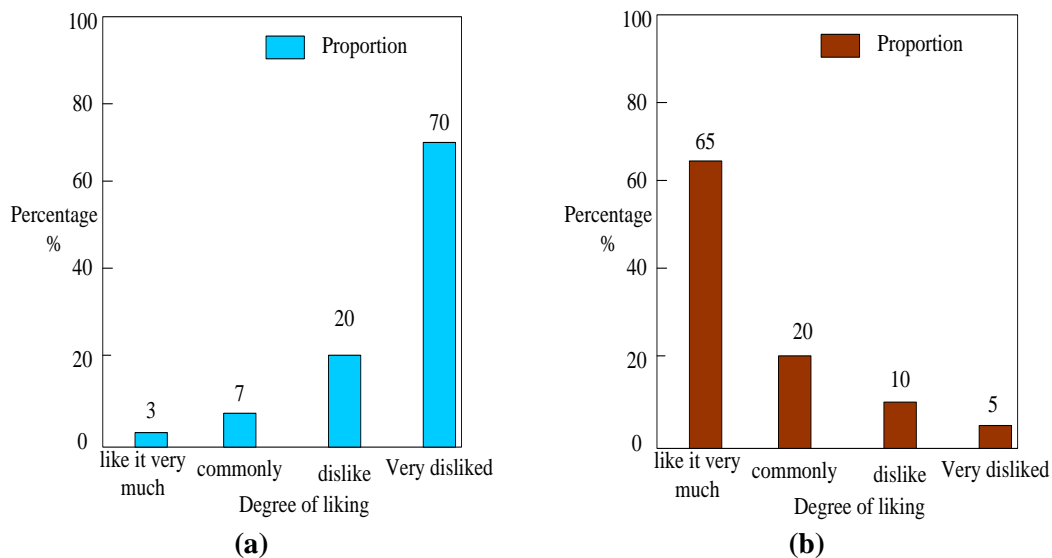 100
Proportion
80
70
60
Percentage
%
40
20
20
7
3
0
like it very
much
commonly
dislike
Very disliked
Degree of liking
(a)
100
Proportion
80
65
60
Percentage
%
40
20
20
10
5
0
like it very
much
commonly
dislike
Very disliked
Degree of liking
(b)